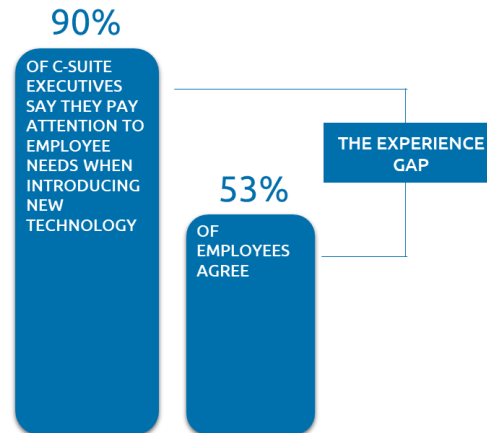 90%
OF C-SUITE
EXECUTIVES
SAY THEY PAY
ATTENTION TO
EMPLOYEE
NEEDS WHEN
INTRODUCING
NEW
TECHNOLOGY
53%
OF
EMPLOYEES
AGREE
THE EXPERIENCE
GAP